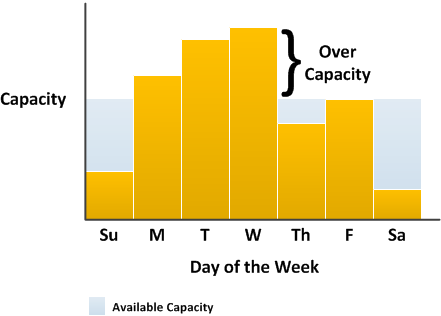 Over
Capacity
Capacity
Su M T W Th F Sa
Day of the Week
Available Capacity